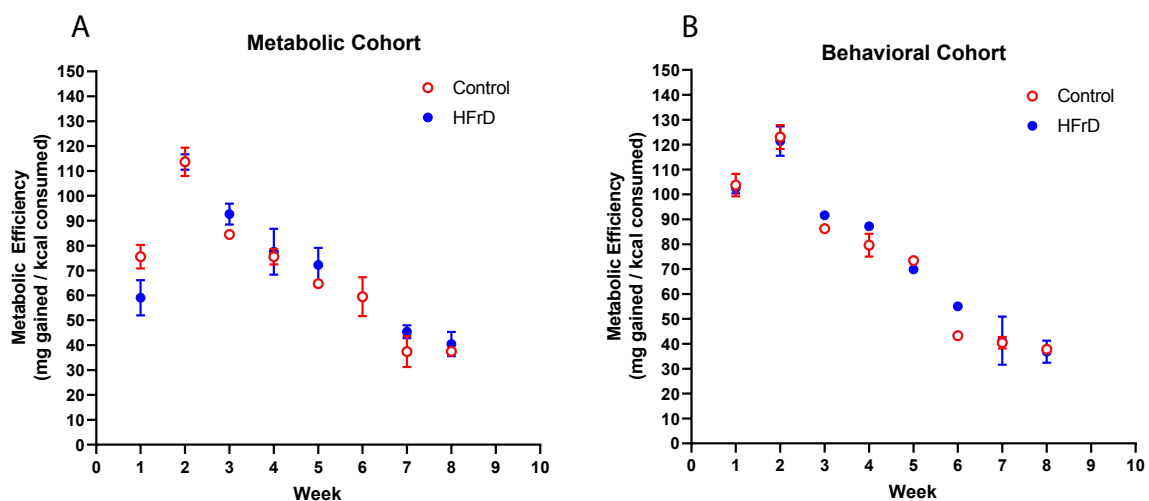 A
Metabolic Cohort
Control
HFrD
Metabolic Efficiency
(mg gained / kcal consumed)
150
140
130
120
110
100
90
80
70
60
50
40
30
20
10
0
0 1 2 3 4 5 6 7 8 9 10
Week
B
Behavioral Cohort
Control
HFrD
Metabolic Efficiency
(mg gained / kcal consumed)
150
140
130
120
110
100
90
80
70
60
50
40
30
20
10
0
0 1 2 3 4 5 6 7 8 9 10
Week